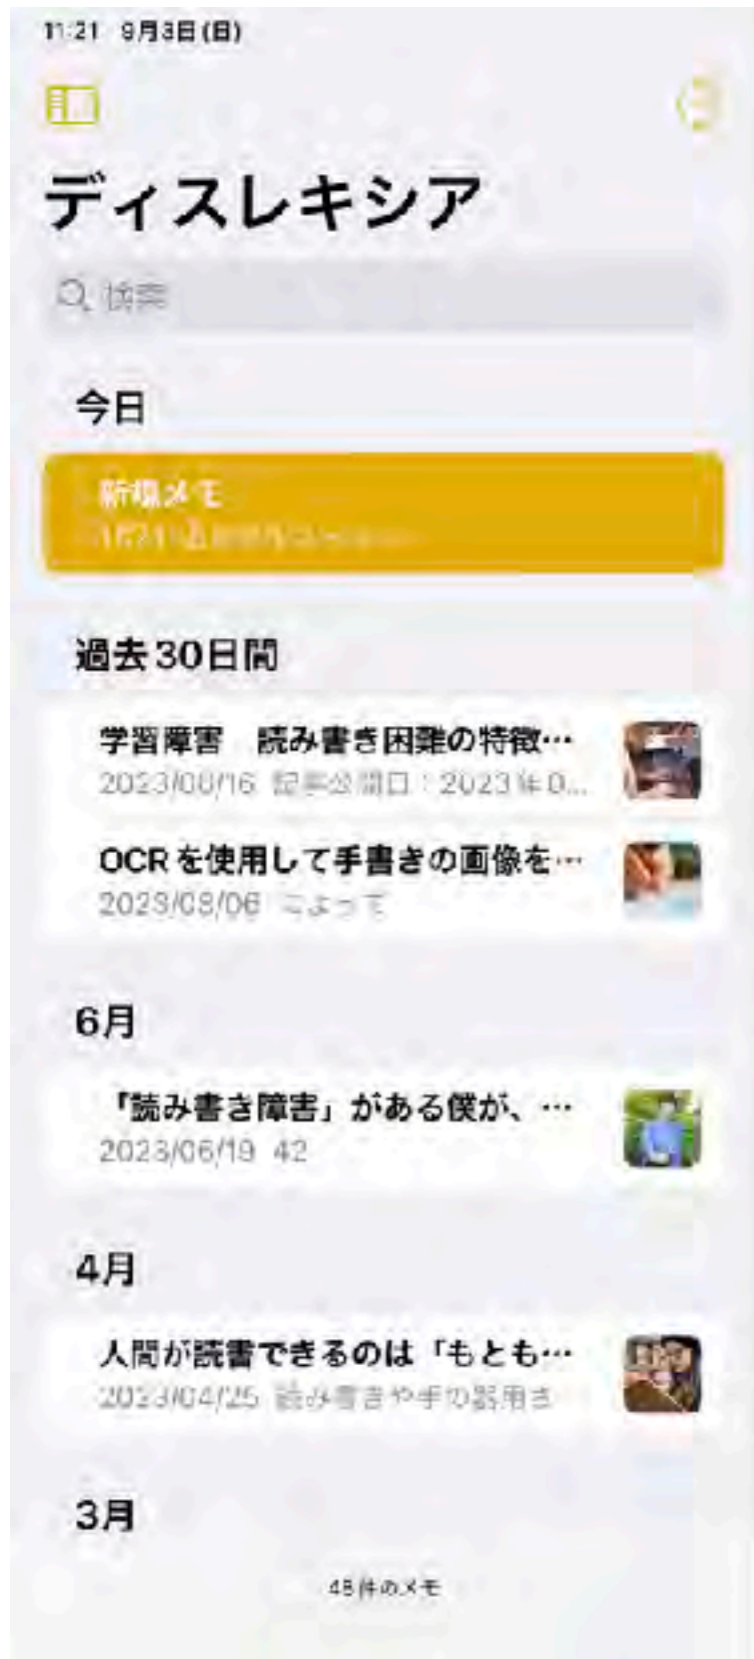 11:21 9月3日(日)
ディスレキシア
検索
今日
新規メモ
11:21
過去30日間
学習障害 読み書き困難の特徴…
2023/08/16 記事公開日:2023年0...
OCRを使用して手書きの画像を…
2023/08/06 によって
6月
「読み書き障害」がある僕が、…
2023/06/19 42
4月
人間が読書できるのは「もとも…
2023/04/25 読み書きや手の器用さ
3月
48件のメモ